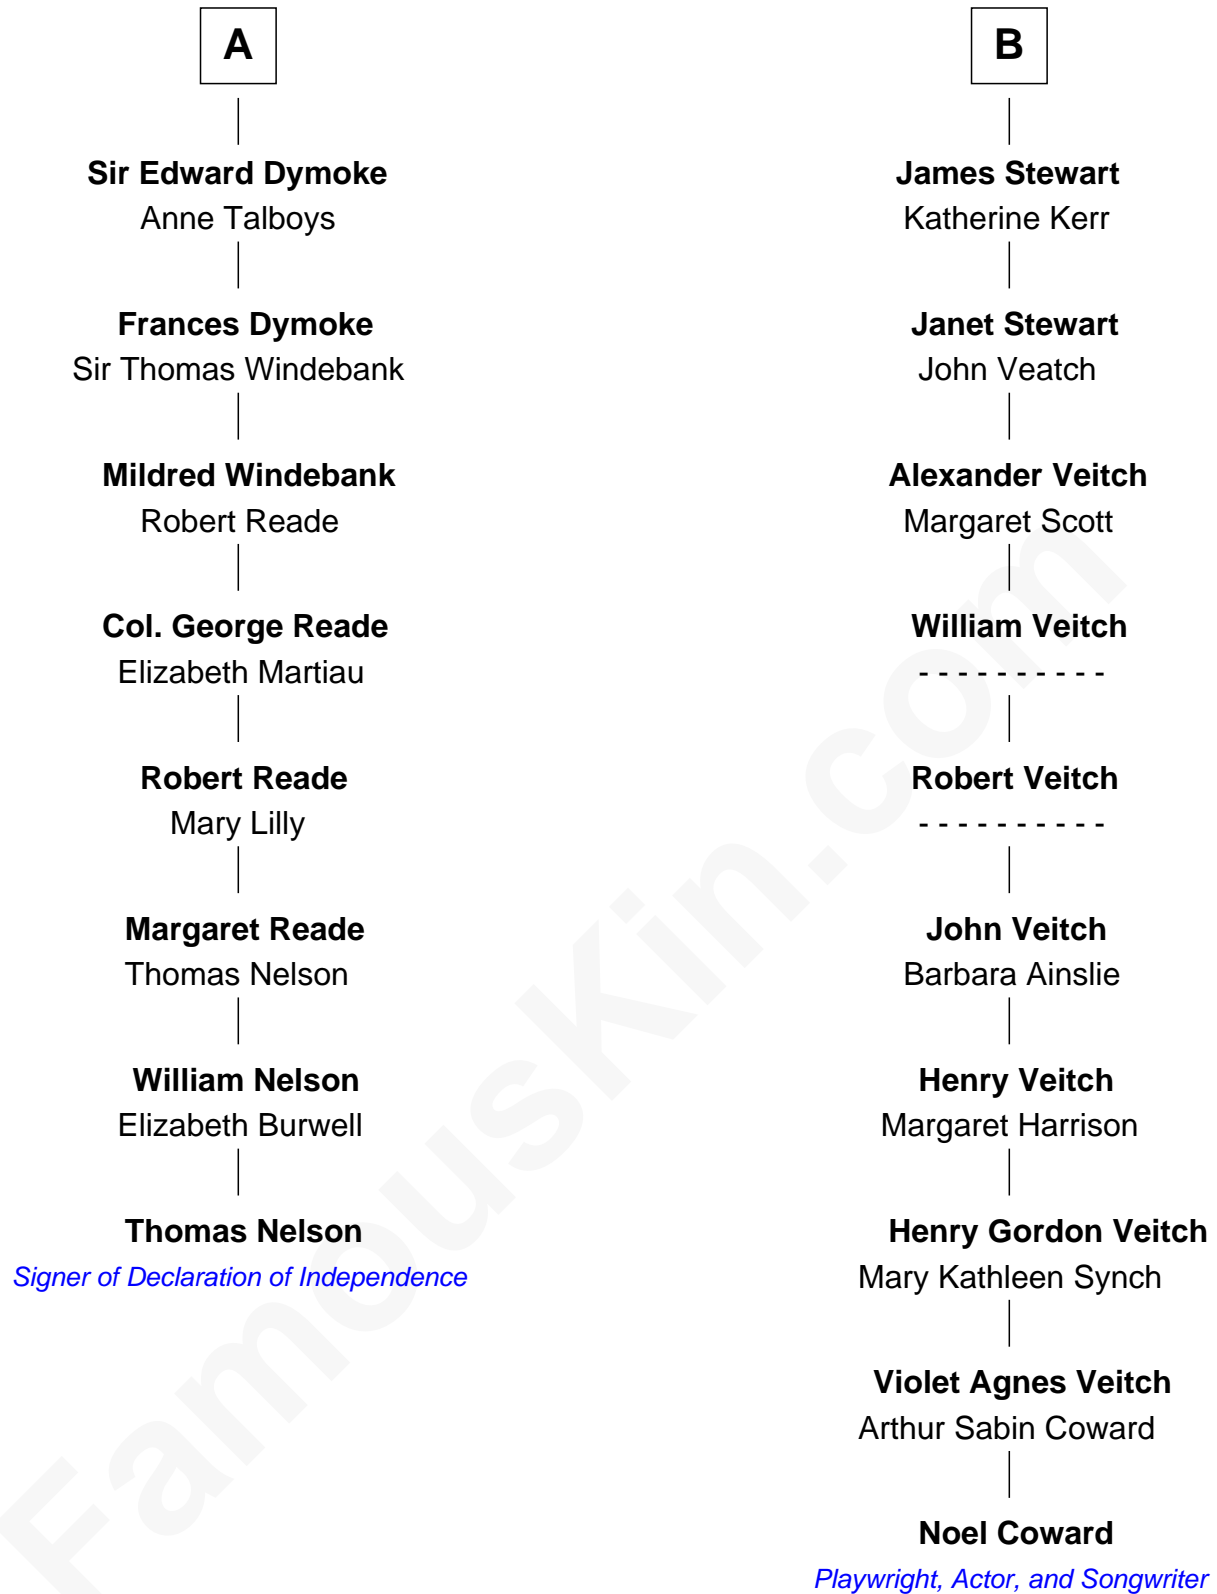 A
Sir Edward Dymoke
Anne Talboys
Frances Dymoke
Sir Thomas Windebank
Mildred Windebank
Robert Reade
Col. George Reade
Elizabeth Martiau
Robert Reade
Mary Lilly
Margaret Reade
Thomas Nelson
William Nelson
Elizabeth Burwell
Thomas Nelson
Signer of Declaration of Independence
B
James Stewart
Katherine Kerr
Janet Stewart
John Veatch
Alexander Veitch
Margaret Scott
William Veitch
- - - - - - - - - -
Robert Veitch
- - - - - - - - - -
John Veitch
Barbara Ainslie
Henry Veitch
Margaret Harrison
Henry Gordon Veitch
Mary Kathleen Synch
Violet Agnes Veitch
Arthur Sabin Coward
Noel Coward
Playwright, Actor, and Songwriter
FamousKin.com